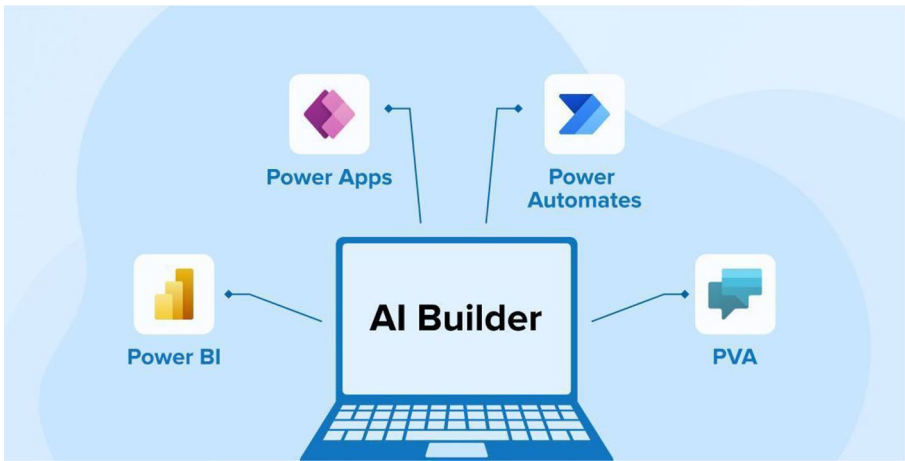 Power Apps
Power
Automates
Power BI
AI Builder
PVA